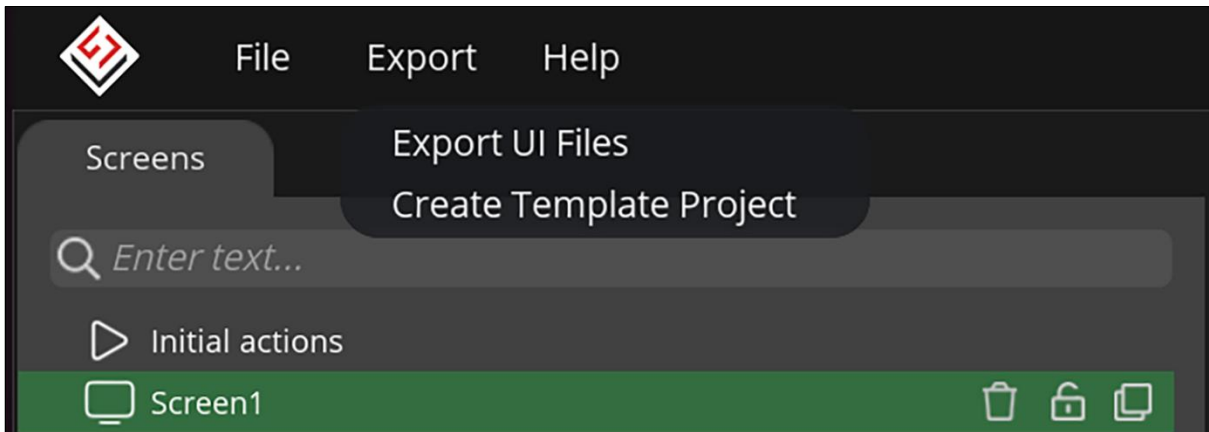 File Export Help
Export UI Files
Screens
Create Template Project
Enter text...
Initial actions
Screen1